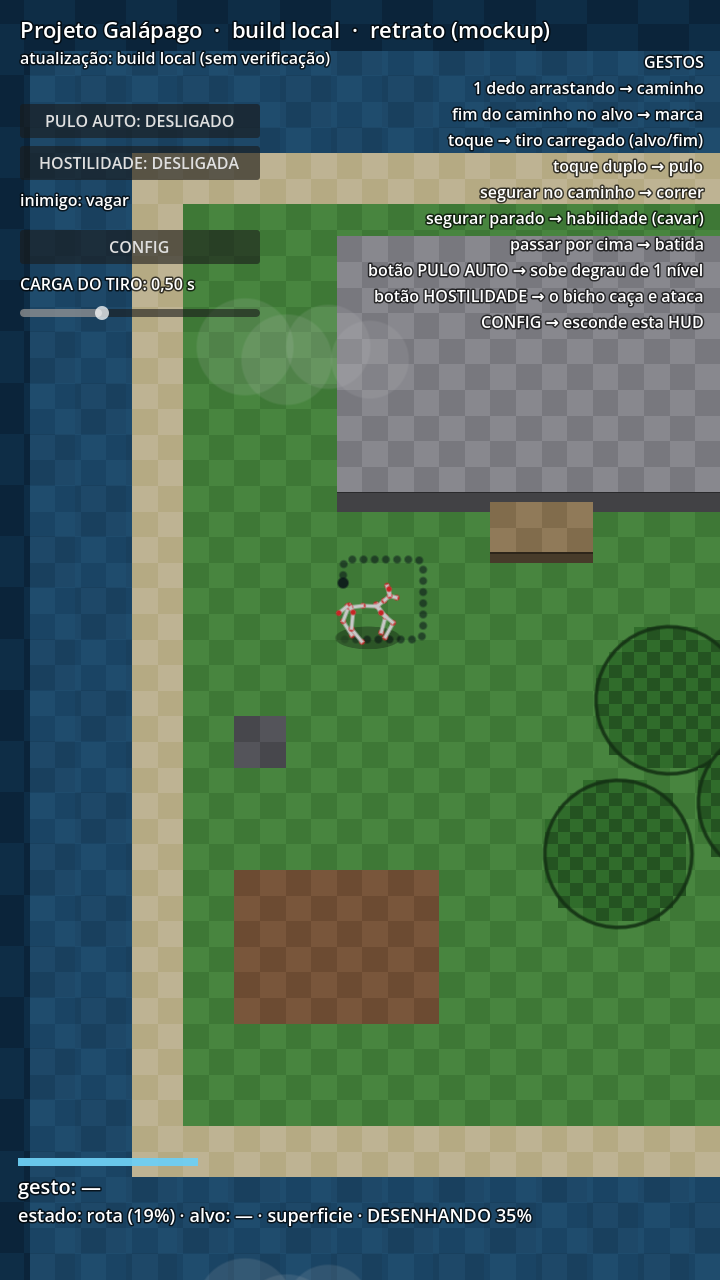 Projeto Galápago · build local · retrato (mockup)
atualização: build local (sem verificação)
PULO AUTO: DESLIGADO
HOSTILIDADE: DESLIGADA
inimigo: vagar
CONFIG
CARGA DO TIRO: 0,50 s
GESTOS
1 dedo arrastando → caminho
fim do caminho no alvo → marca
toque → tiro carregado (alvo/fim)
toque duplo → pulo
segurar no caminho → correr
segurar parado → habilidade (cavar)
passar por cima → batida
botão PULO AUTO → sobe degrau de 1 nível
botão HOSTILIDADE → o bicho caça e ataca
CONFIG → esconde esta HUD
gesto: —
estado: rota (19%) · alvo: — · superficie · DESENHANDO 35%